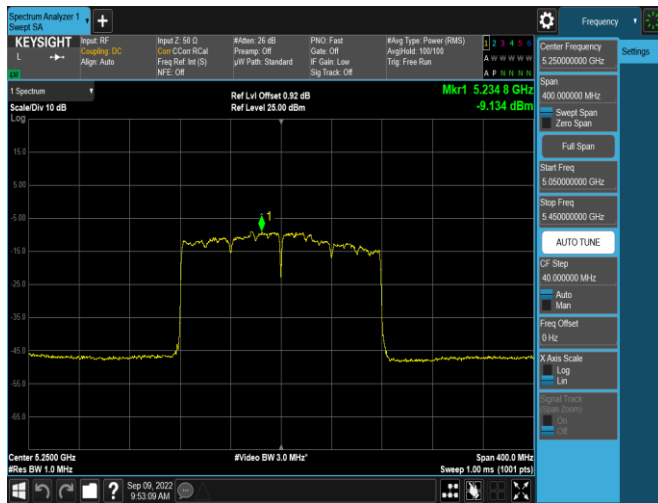 Spectrum Analyzer 1
Swept SA
+
Frequency
KEYSIGHT
L
Input: RF
Coupling: DC
Align: Auto
Input Z: 50 Ω
Corr CCorr RCal
Freq Ref: Int (S)
NFE: Off
#Atten: 26 dB
Preamp: Off
µW Path: Standard
PNO: Fast
Gate: Off
IF Gain: Low
Sig Track: Off
#Avg Type: Power (RMS)
Avg|Hold: 100/100
Trig: Free Run
1 2 3 4 5 6
A W W W W W
A P N N N N
Center Frequency
5.250000000 GHz
Settings
Span
400.000000 MHz
Swept Span
Zero Span
Full Span
Start Freq
5.050000000 GHz
Stop Freq
5.450000000 GHz
AUTO TUNE
CF Step
40.000000 MHz
Auto
Man
Freq Offset
0 Hz
X Axis Scale
Log
Lin
Signal Track
(Span Zoom)
On
Off
1 Spectrum
Scale/Div 10 dB
Log
Ref Lvl Offset 0.92 dB
Ref Level 25.00 dBm
Mkr1 5.234 8 GHz
-9.134 dBm
15.0
5.00
-5.00
1
-15.0
-25.0
-35.0
-45.0
-55.0
-65.0
Center 5.2500 GHz
#Res BW 1.0 MHz
#Video BW 3.0 MHz*
Span 400.0 MHz
Sweep 1.00 ms (1001 pts)
?
Sep 09, 2022
9:53:09 AM